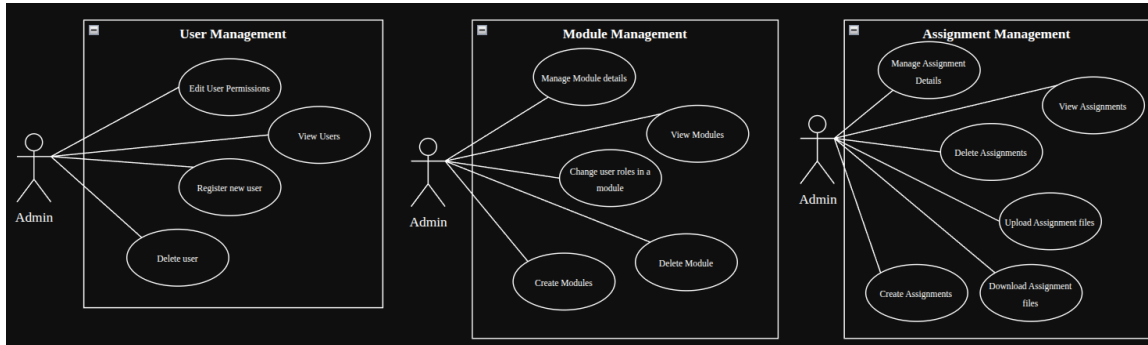 User Management
Edit User Permissions
View Users
Register new user
Delete user
Admin
Module Management
Manage Module details
View Modules
Change user roles in a
module
Delete Module
Create Modules
Admin
Assignment Management
Manage Assignment
Details
View Assignments
Delete Assignments
Upload Assignment files
Create Assignments
Download Assignment
files
Admin